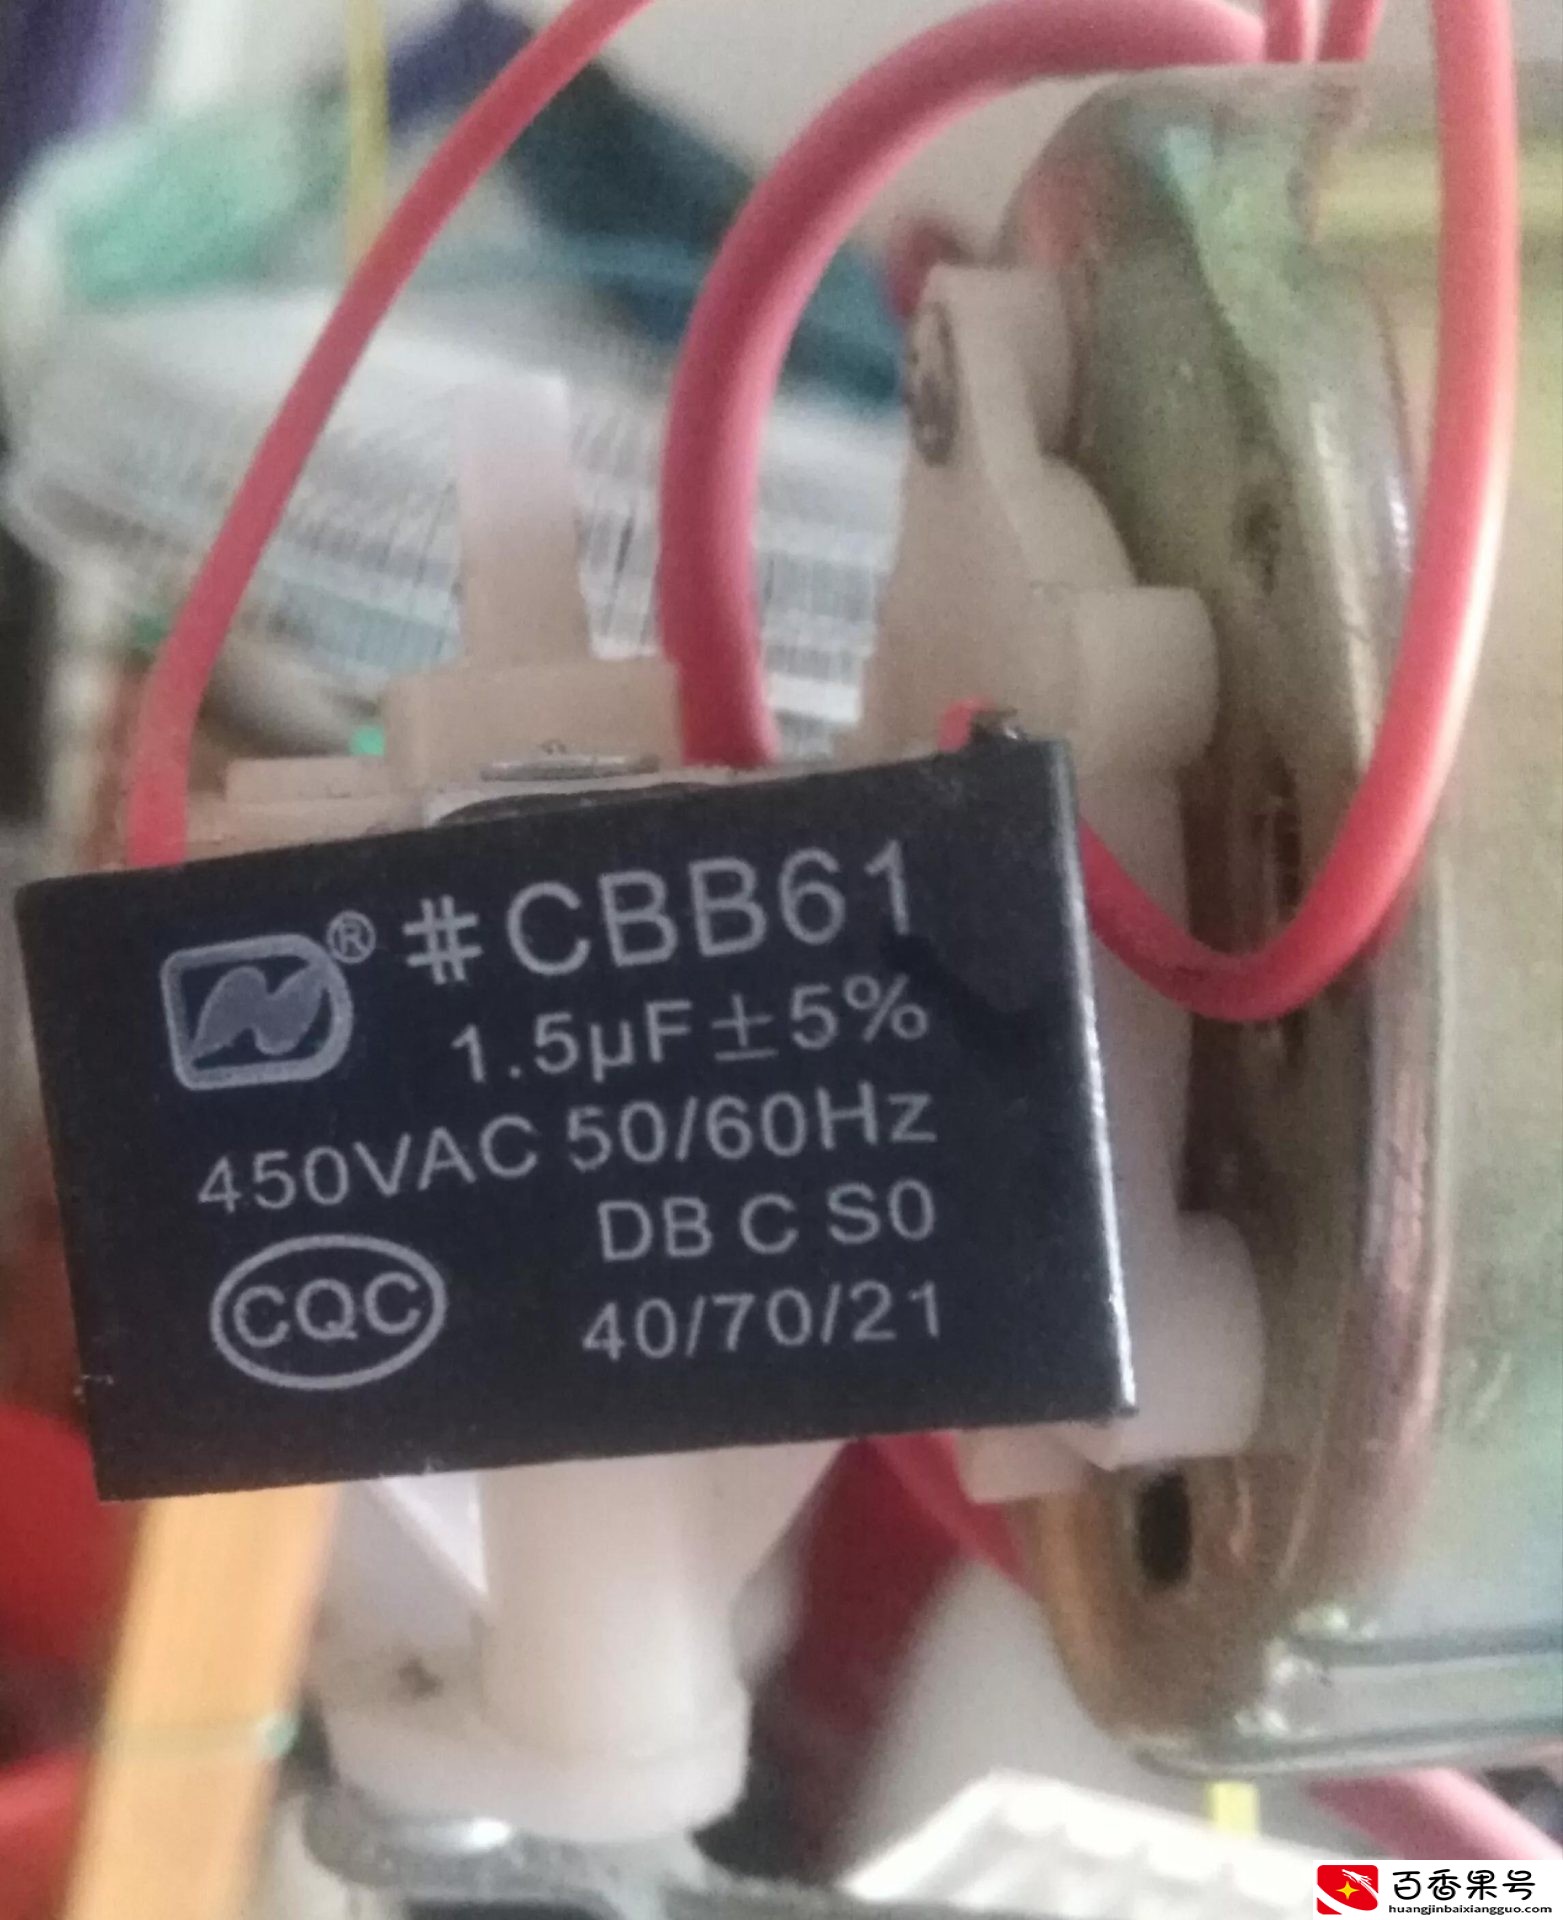 ® #CBB61
1.5µF±5%
450VAC 50/60Hz
DB C S0
CQC
40/70/21
百香果号
huangjinbaixiangguo.com